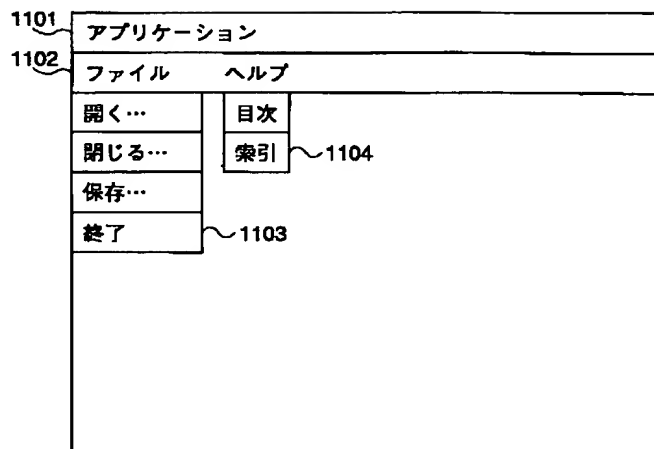 1101 アプリケーション
1102 ファイル ヘルプ
開く… 目次
閉じる… 索引 1104
保存…
終了 1103